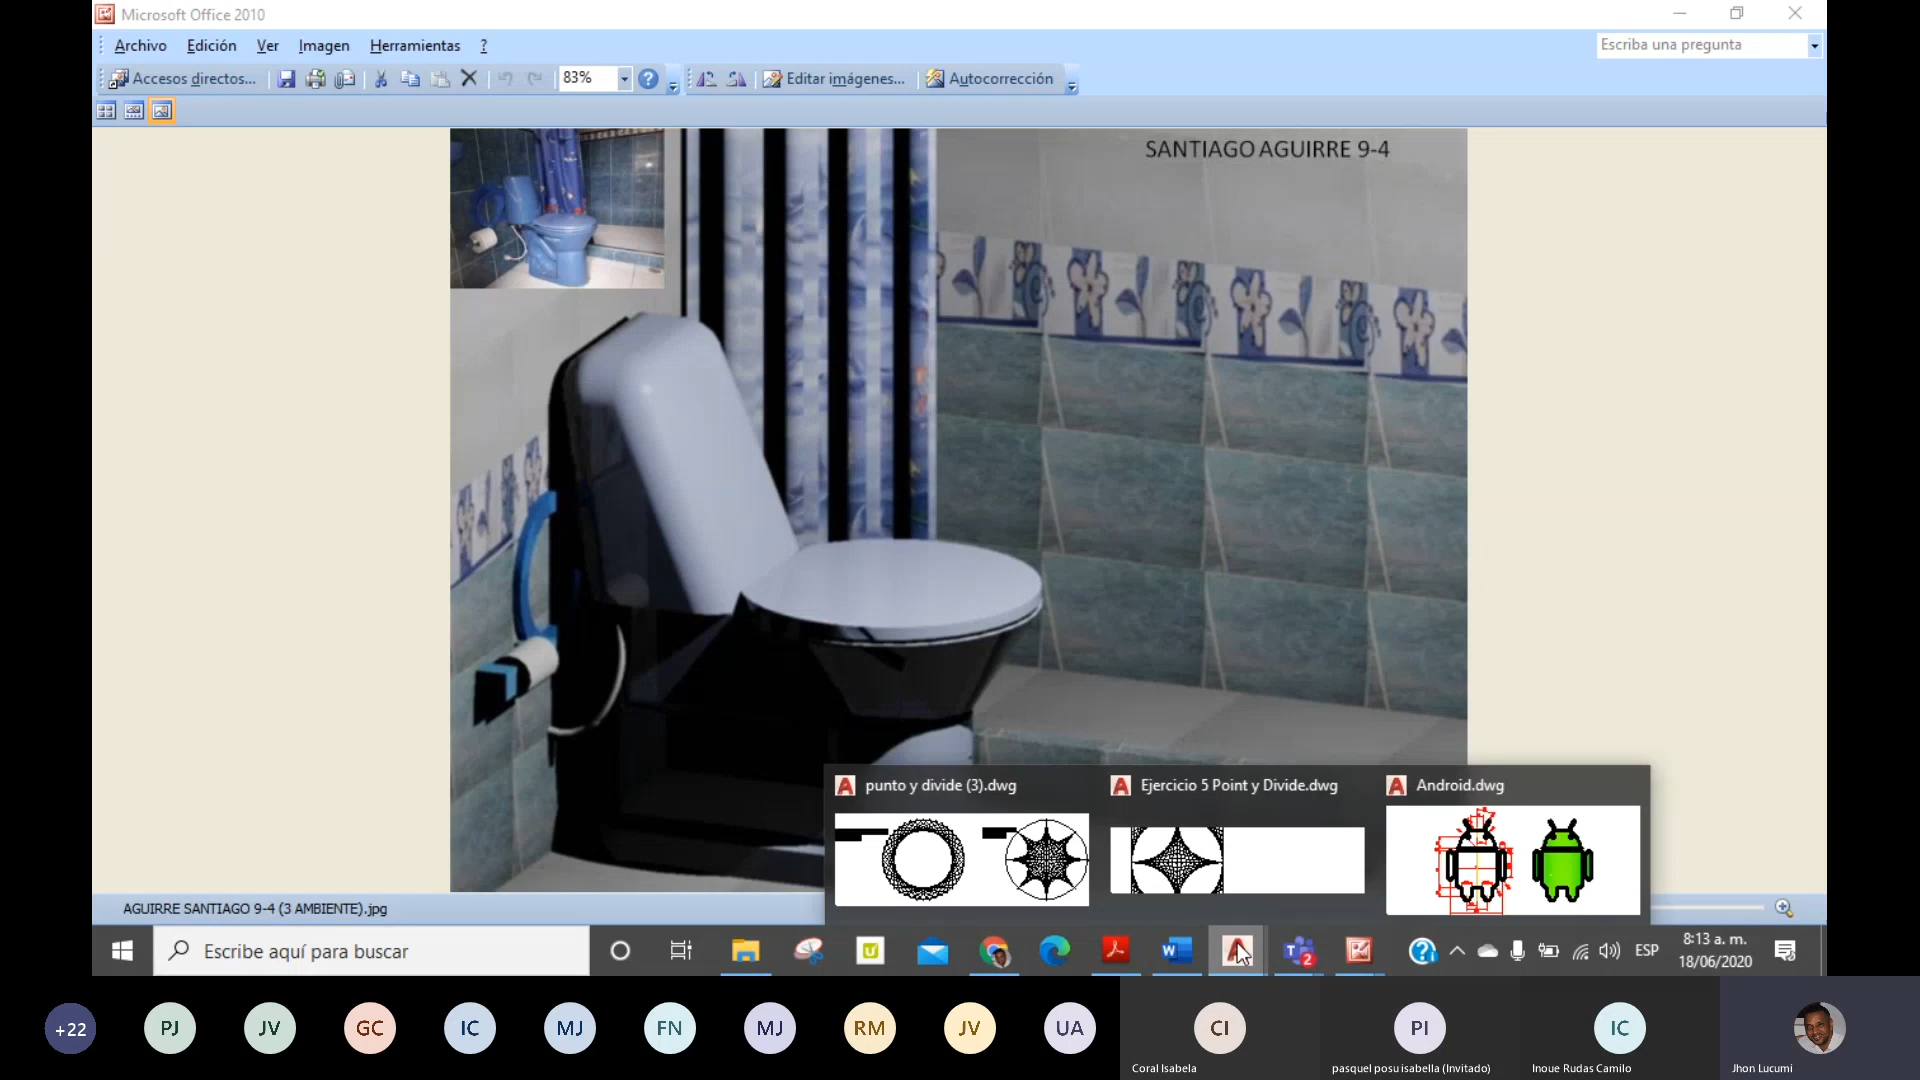 Microsoft Office 2010
Archivo Edición Ver Imagen Herramientas ?
Escriba una pregunta
Accesos directos... 83% Editar imágenes... Autocorrección
SANTIAGO AGUIRRE 9-4
punto y divide (3).dwg Ejercicio 5 Point y Divide.dwg Android.dwg
AGUIRRE SANTIAGO 9-4 (3 AMBIENTE).jpg
Escribe aquí para buscar
2
ESP
8:13 a. m.
18/06/2020
+22 PJ JV GC IC MJ FN MJ RM JV UA CI PI IC
Coral Isabela pasquel posu isabella (Invitado) Inoue Rudas Camilo Jhon Lucumi